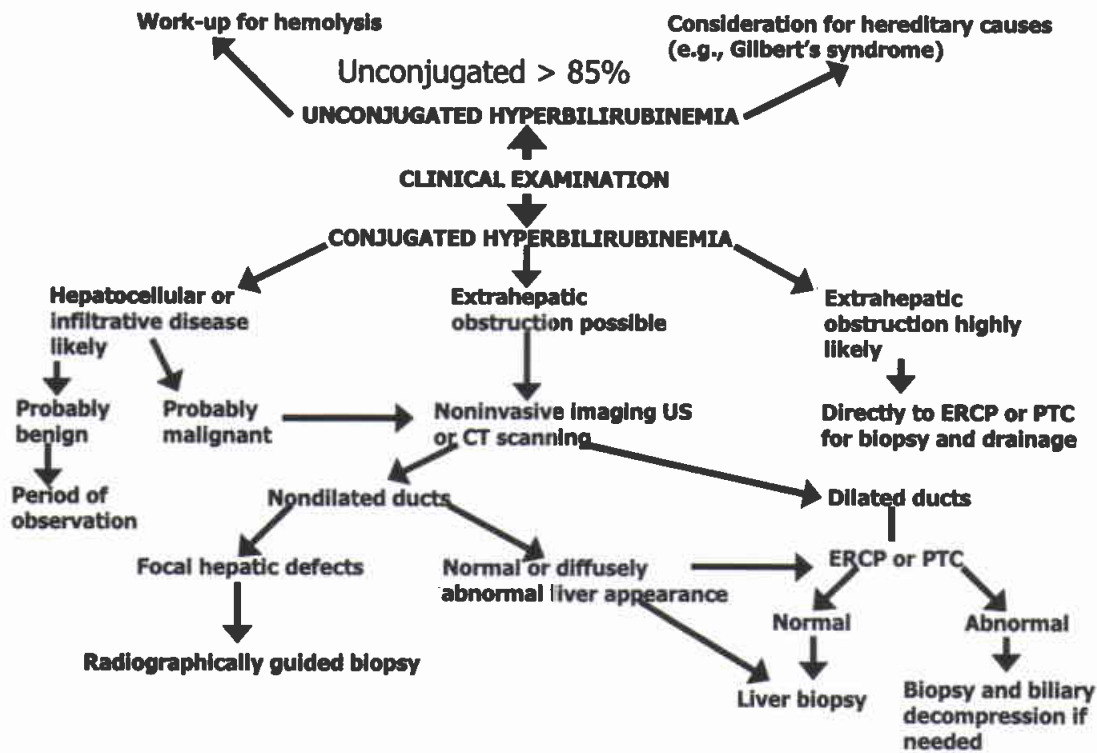 Work-up for hemolysis
Consideration for hereditary causes
(e.g., Gilbert's syndrome)
Unconjugated > 85%
UNCONJUGATED HYPERBILIRUBINEMIA
CLINICAL EXAMINATION
CONJUGATED HYPERBILIRUBINEMIA
Hepatocellular or
infiltrative disease
likely
Extrahepatic
obstruction possible
Extrahepatic
obstruction highly
likely
Probably
benign
Probably
malignant
Noninvasive imaging US
or CT scanning
Directly to ERCP or PTC
for biopsy and drainage
Period of
observation
Nondilated ducts
Dilated ducts
Focal hepatic defects
Normal or diffusely
abnormal liver appearance
ERCP or PTC
Normal
Abnormal
Radiographically guided biopsy
Liver biopsy
Biopsy and biliary
decompression if
needed